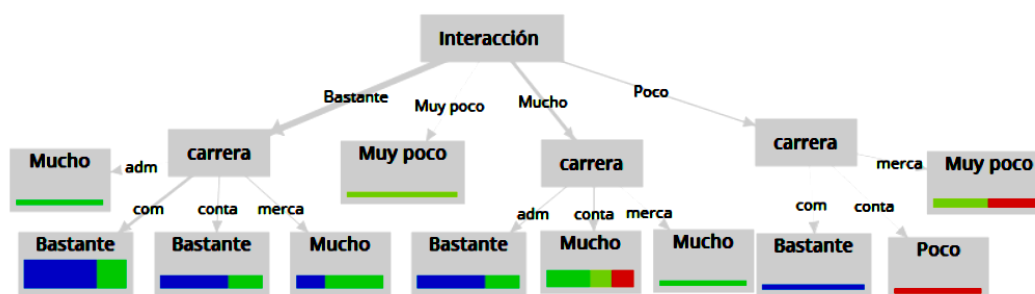 Interacción
Bastante
Muy poco
Mucho
Poco
carrera
Muy poco
carrera
carrera
Mucho
adm
merca
Muy poco
com
conta
merca
adm
conta
merca
com
conta
Bastante
Bastante
Mucho
Bastante
Mucho
Mucho
Bastante
Poco